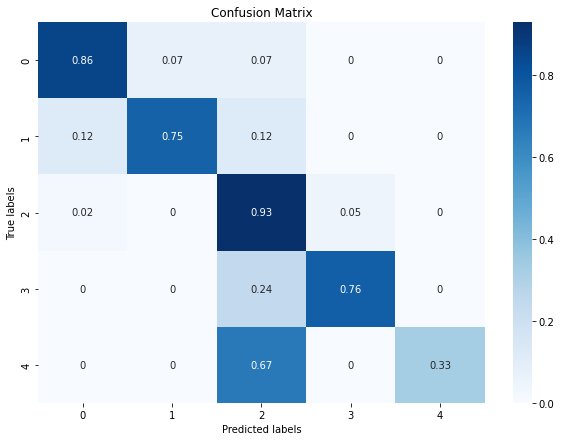 Confusion Matrix
True labels
0 0.86 0.07 0.07 0 0
1 0.12 0.75 0.12 0 0
2 0.02 0 0.93 0.05 0
3 0 0 0.24 0.76 0
4 0 0 0.67 0 0.33
0 1 2 3 4
Predicted labels
0.8
0.6
0.4
0.2
0.0